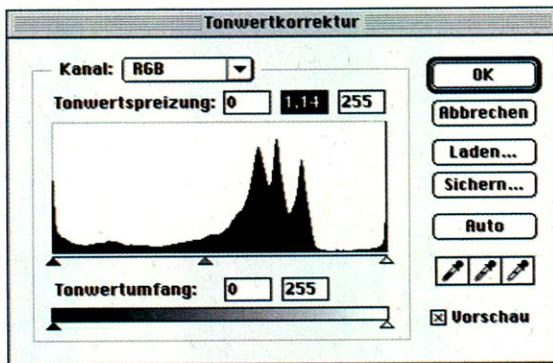 Tonwertkorrektur
Kanal: RGB
Tonwertspreizung: 0 1,14 255
Tonwertumfang: 0 255
OK
Abbrechen
Laden...
Sichern...
Auto
Vorschau